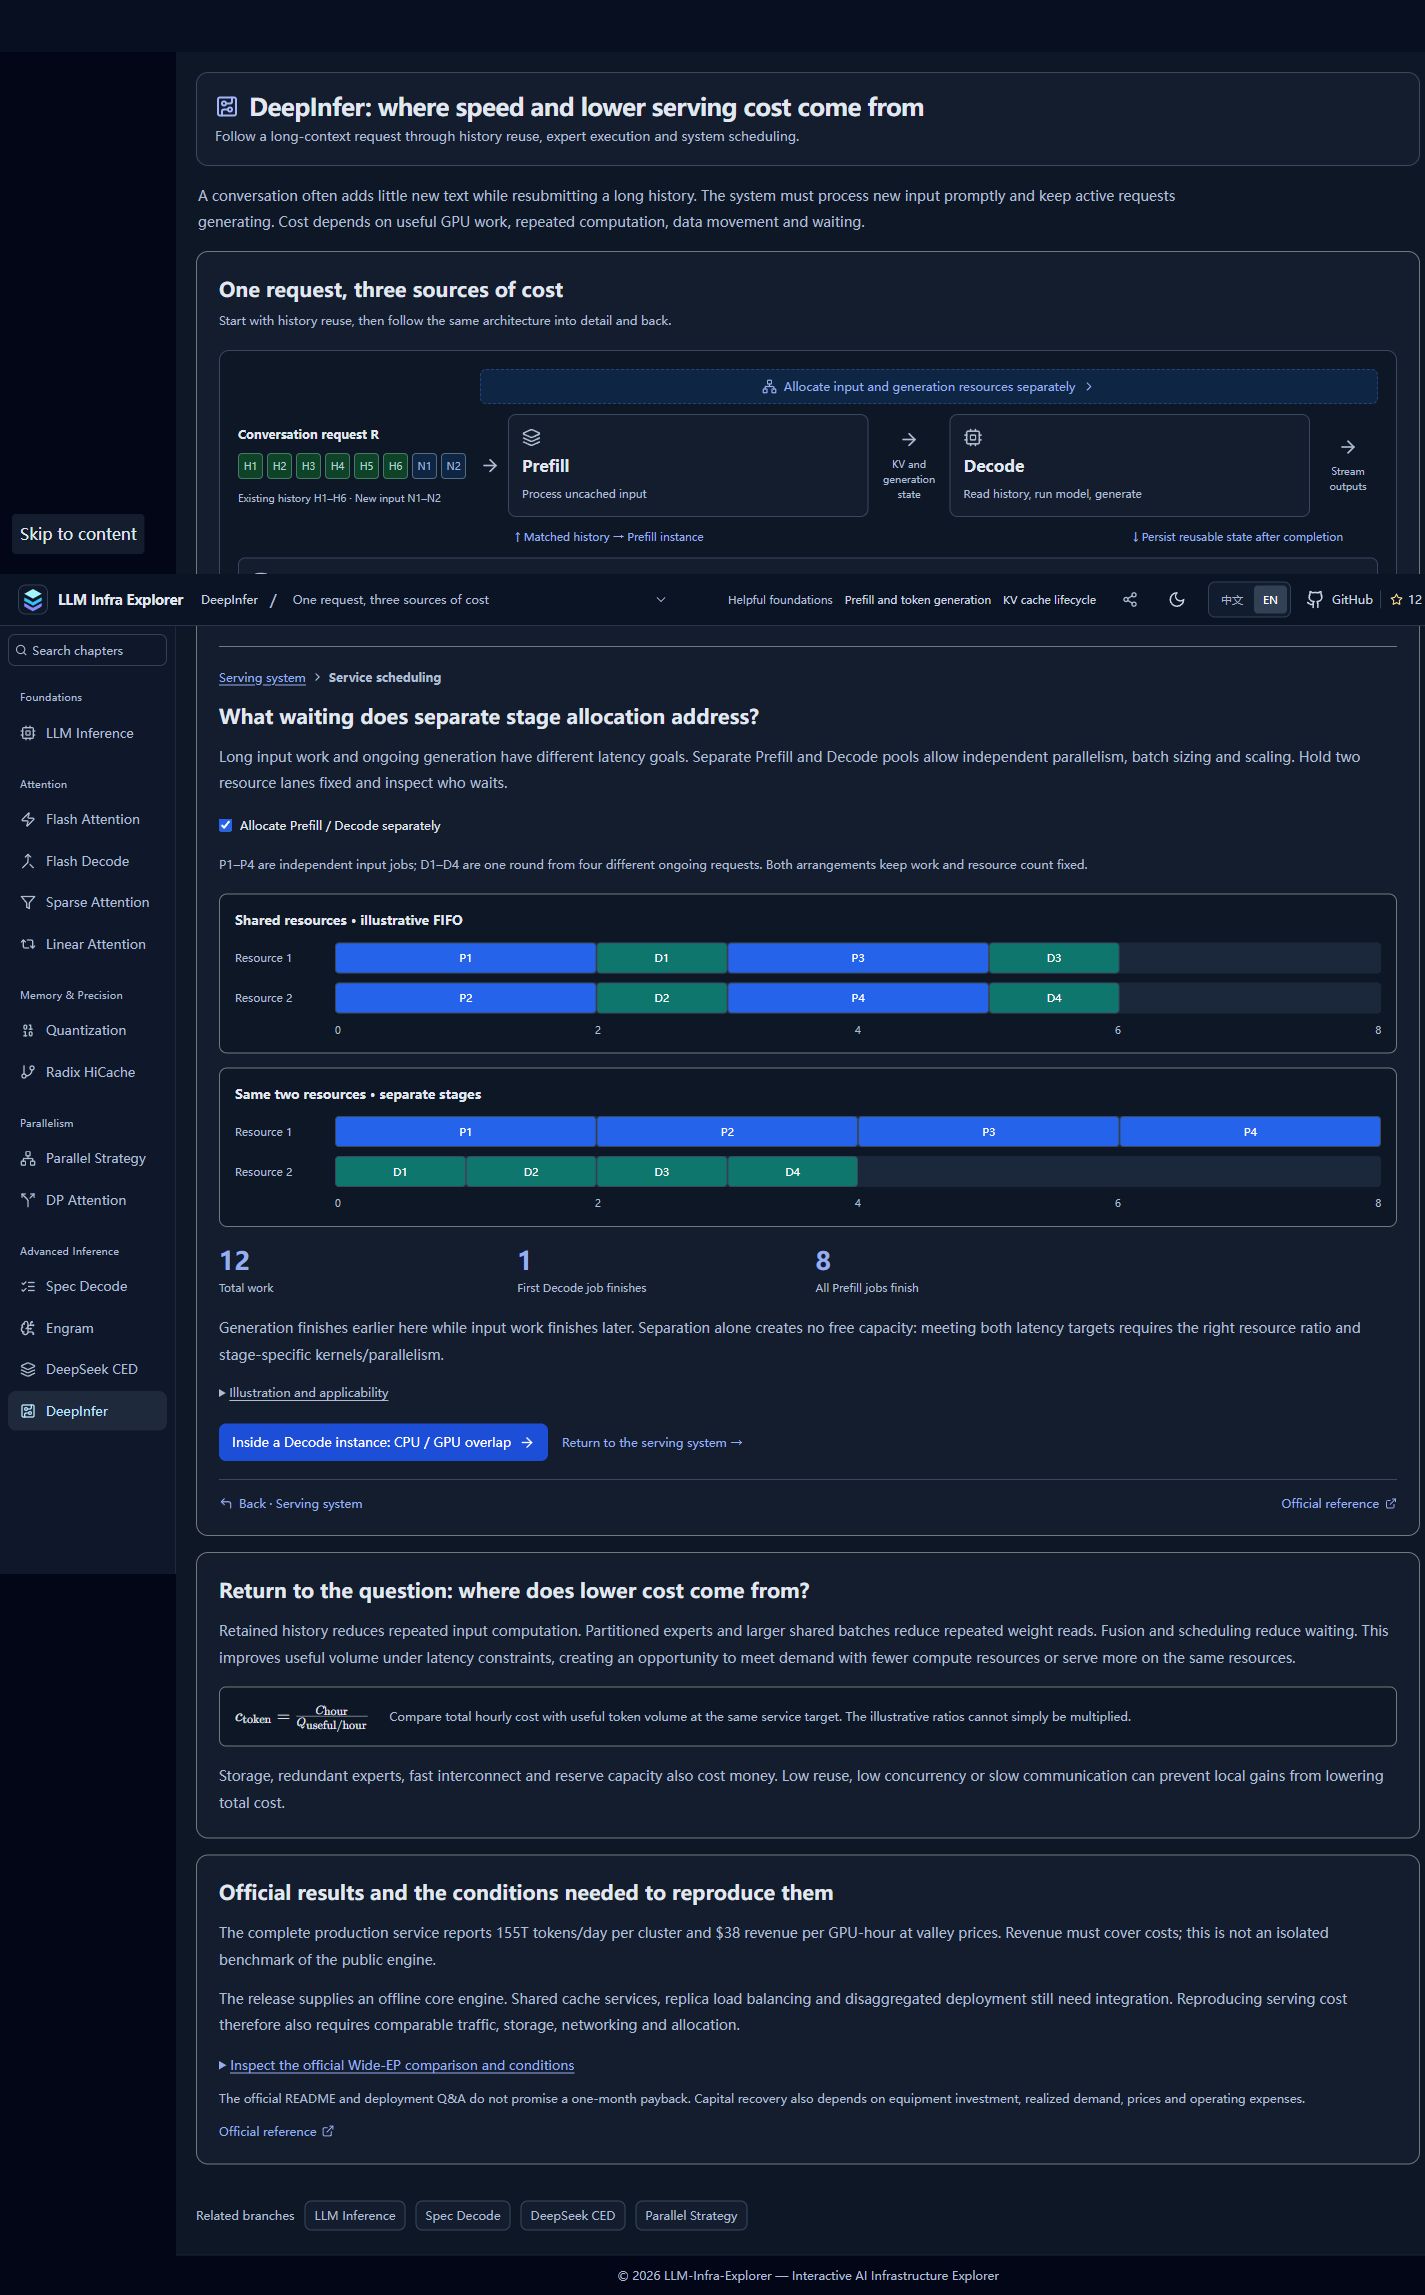 DeepInfer: where speed and lower serving cost come from
Follow a long-context request through history reuse, expert execution and system scheduling.
A conversation often adds little new text while resubmitting a long history. The system must process new input promptly and keep active requests
generating. Cost depends on useful GPU work, repeated computation, data movement and waiting.
One request, three sources of cost
Start with history reuse, then follow the same architecture into detail and back.
Allocate input and generation resources separately
Conversation request R
H1 H2 H3 H4 H5 H6 N1 N2
Existing history H1–H6 · New input N1–N2
Prefill
Process uncached input
KV and
generation
state
Decode
Read history, run model, generate
Stream
outputs
↑ Matched history → Prefill instance
↓ Persist reusable state after completion
Skip to content
LLM Infra Explorer
DeepInfer / One request, three sources of cost
Helpful foundations Prefill and token generation KV cache lifecycle
中文 EN
GitHub
12
Search chapters
Foundations
LLM Inference
Attention
Flash Attention
Flash Decode
Sparse Attention
Linear Attention
Memory & Precision
Quantization
Radix HiCache
Parallelism
Parallel Strategy
DP Attention
Advanced Inference
Spec Decode
Engram
DeepSeek CED
DeepInfer
Serving system > Service scheduling
What waiting does separate stage allocation address?
Long input work and ongoing generation have different latency goals. Separate Prefill and Decode pools allow independent parallelism, batch sizing and scaling. Hold two
resource lanes fixed and inspect who waits.
Allocate Prefill / Decode separately
P1–P4 are independent input jobs; D1–D4 are one round from four different ongoing requests. Both arrangements keep work and resource count fixed.
Shared resources • illustrative FIFO
Resource 1 P1 D1 P3 D3
Resource 2 P2 D2 P4 D4
0 2 4 6 8
Same two resources • separate stages
Resource 1 P1 P2 P3 P4
Resource 2 D1 D2 D3 D4
0 2 4 6 8
12
Total work
1
First Decode job finishes
8
All Prefill jobs finish
Generation finishes earlier here while input work finishes later. Separation alone creates no free capacity: meeting both latency targets requires the right resource ratio and
stage-specific kernels/parallelism.
Illustration and applicability
Inside a Decode instance: CPU / GPU overlap →
Return to the serving system →
Back · Serving system
Official reference
Return to the question: where does lower cost come from?
Retained history reduces repeated input computation. Partitioned experts and larger shared batches reduce repeated weight reads. Fusion and scheduling reduce waiting. This
improves useful volume under latency constraints, creating an opportunity to meet demand with fewer compute resources or serve more on the same resources.
c_token = C_hour / Q_useful/hour
Compare total hourly cost with useful token volume at the same service target. The illustrative ratios cannot simply be multiplied.
Storage, redundant experts, fast interconnect and reserve capacity also cost money. Low reuse, low concurrency or slow communication can prevent local gains from lowering
total cost.
Official results and the conditions needed to reproduce them
The complete production service reports 155T tokens/day per cluster and $38 revenue per GPU-hour at valley prices. Revenue must cover costs; this is not an isolated
benchmark of the public engine.
The release supplies an offline core engine. Shared cache services, replica load balancing and disaggregated deployment still need integration. Reproducing serving cost
therefore also requires comparable traffic, storage, networking and allocation.
Inspect the official Wide-EP comparison and conditions
The official README and deployment Q&A do not promise a one-month payback. Capital recovery also depends on equipment investment, realized demand, prices and operating expenses.
Official reference
Related branches LLM Inference Spec Decode DeepSeek CED Parallel Strategy
© 2026 LLM-Infra-Explorer — Interactive AI Infrastructure Explorer